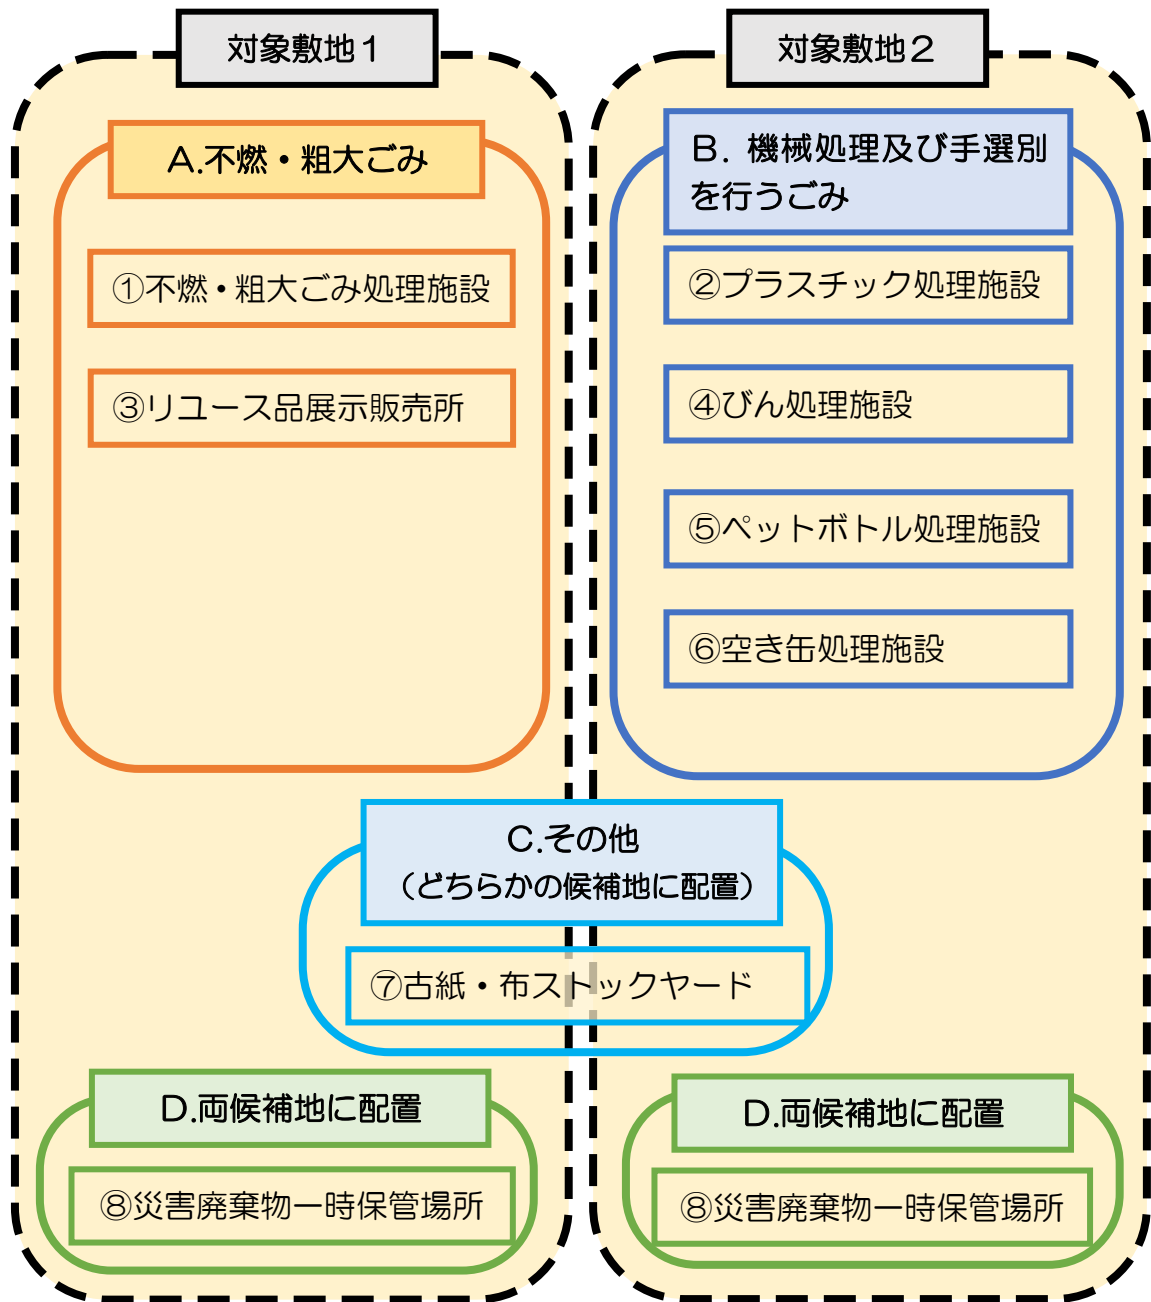 対象敷地1
A.不燃・粗大ごみ
①不燃・粗大ごみ処理施設
③リユース品展示販売所
対象敷地2
B. 機械処理及び手選別
を行うごみ
②プラスチック処理施設
④びん処理施設
⑤ペットボトル処理施設
⑥空き缶処理施設
C.その他
（どちらかの候補地に配置）
⑦古紙・布ストックヤード
D.両候補地に配置
⑧災害廃棄物一時保管場所
D.両候補地に配置
⑧災害廃棄物一時保管場所